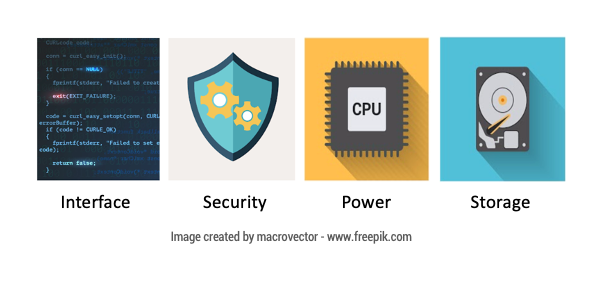 CURLcode code;
conn = curl_easy_init();
if (conn == NULL)
{
fprintf(stderr, "Failed to creat
exit(EXIT_FAILURE);
}
code = curl_easy_setopt(conn, CURL
errorBuffer);
if (code != CURLE_OK)
{
fprintf(stderr, "Failed to set e
code);
return false;
}
CPU
Interface
Security
Power
Storage
Image created by macrovector - www.freepik.com